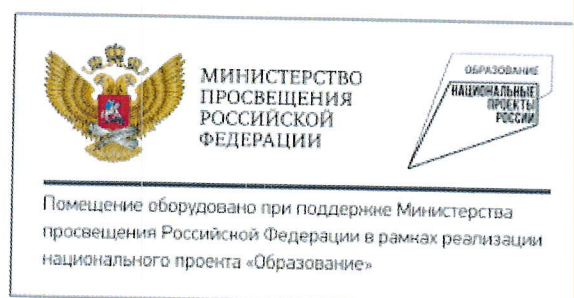 МИНИСТЕРСТВО
ПРОСВЕЩЕНИЯ
РОССИЙСКОЙ
ФЕДЕРАЦИИ
ОБРАЗОВАНИЕ
НАЦИОНАЛЬНЫЕ
ПРОЕКТЫ
РОССИИ
Помещение оборудовано при поддержке Министерства
просвещения Российской Федерации в рамках реализации
национального проекта «Образование»